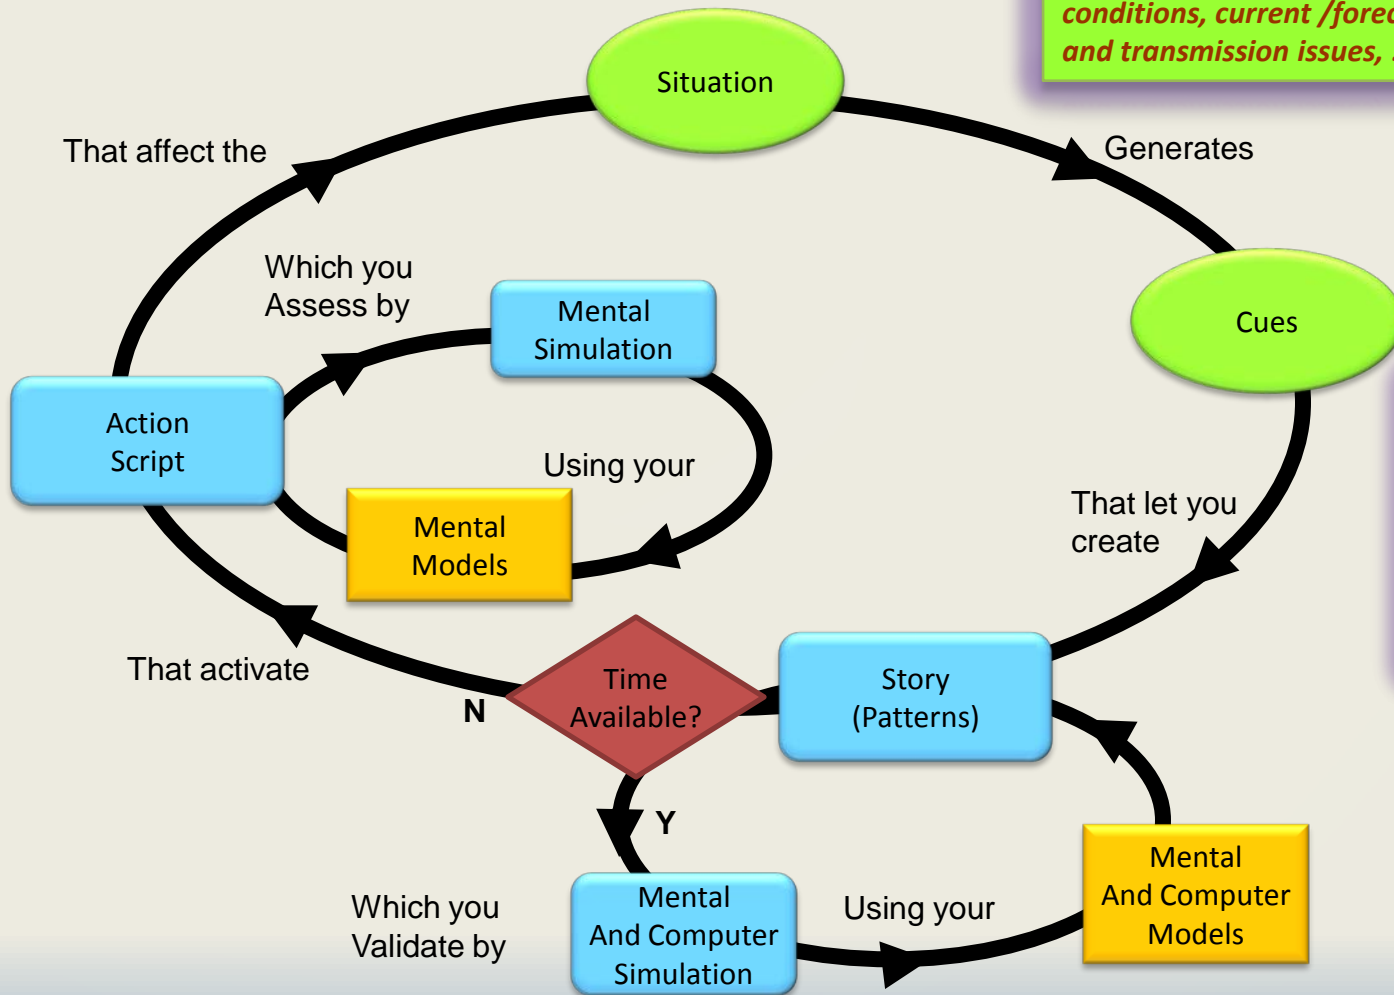 conditions, current /forec
and transmission issues,
Situation
That affect the
Generates
Which you
Assess by
Mental
Simulation
Cues
Action
Script
Using your
Mental
Models
That let you
create
That activate
N
Time
Available?
Story
(Patterns)
Y
Which you
Validate by
Mental
And Computer
Simulation
Using your
Mental
And Computer
Models